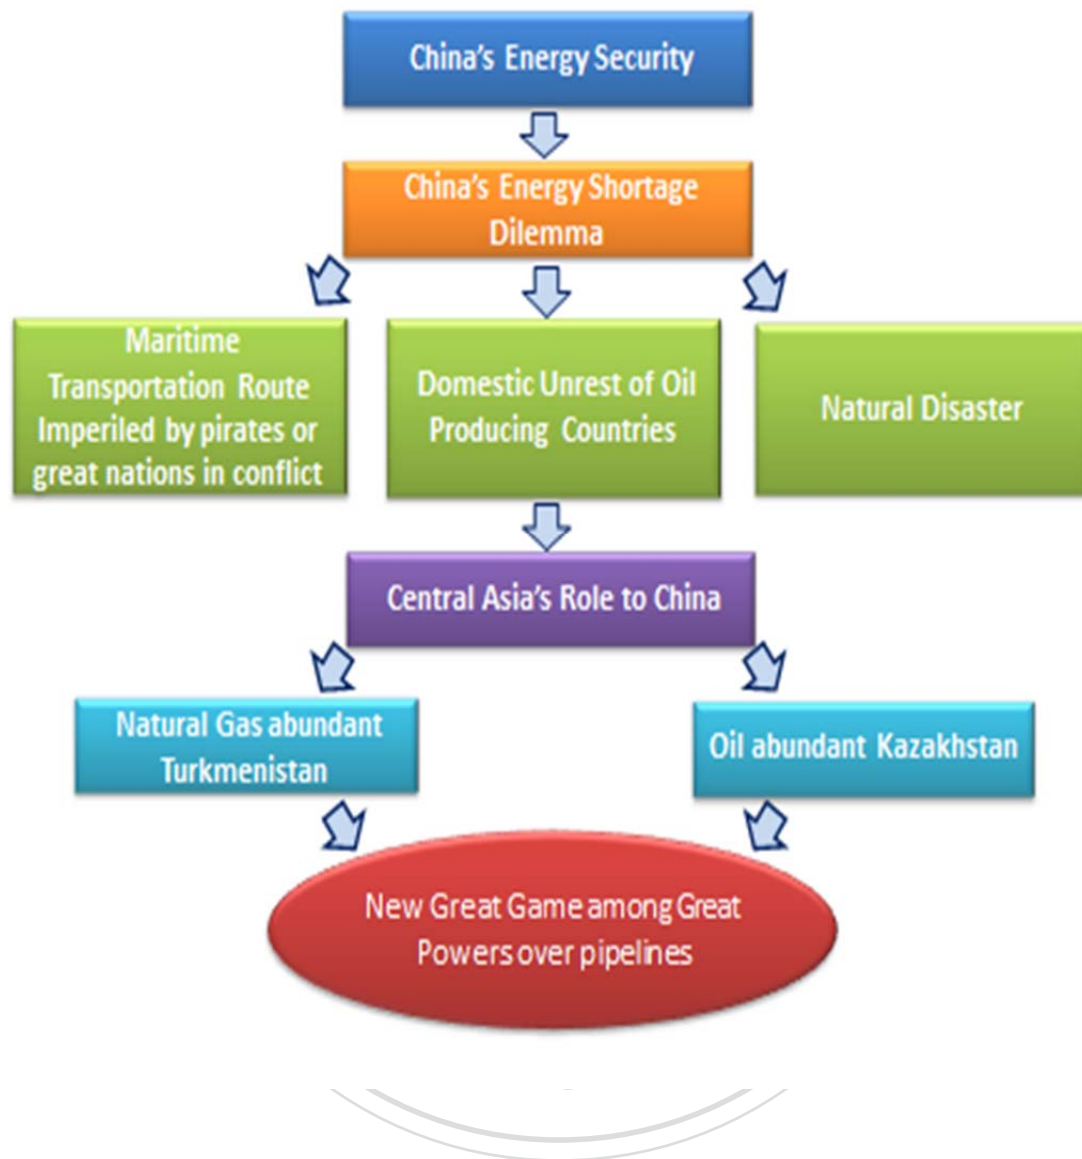 China's Energy Security
China's Energy Shortage
Dilemma
Maritime
Transportation Route
Imperiled by pirates or
great nations in conflict
Domestic Unrest of Oil
Producing Countries
Natural Disaster
Central Asia's Role to China
Natural Gas abundant
Turkmenistan
Oil abundant Kazakhstan
New Great Game among Great
Powers over pipelines